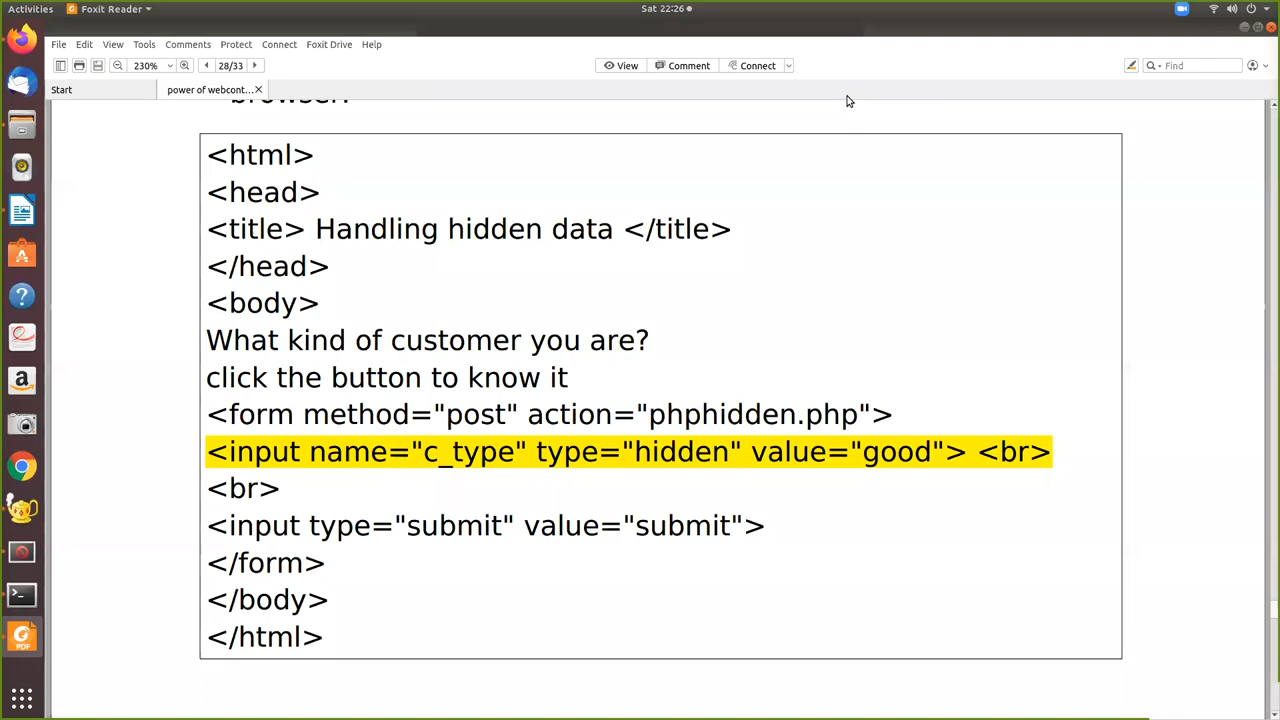 Activities Foxit Reader Sat 22:26
File Edit View Tools Comments Protect Connect Foxit Drive Help
230% 28/33 View Comment Connect Find
Start power of webcont...
browser.
<html>
<head>
<title> Handling hidden data </title>
</head>
<body>
What kind of customer you are?
click the button to know it
<form method="post" action="phphidden.php">
<input name="c_type" type="hidden" value="good"> <br>
<br>
<input type="submit" value="submit">
</form>
</body>
</html>
PDF